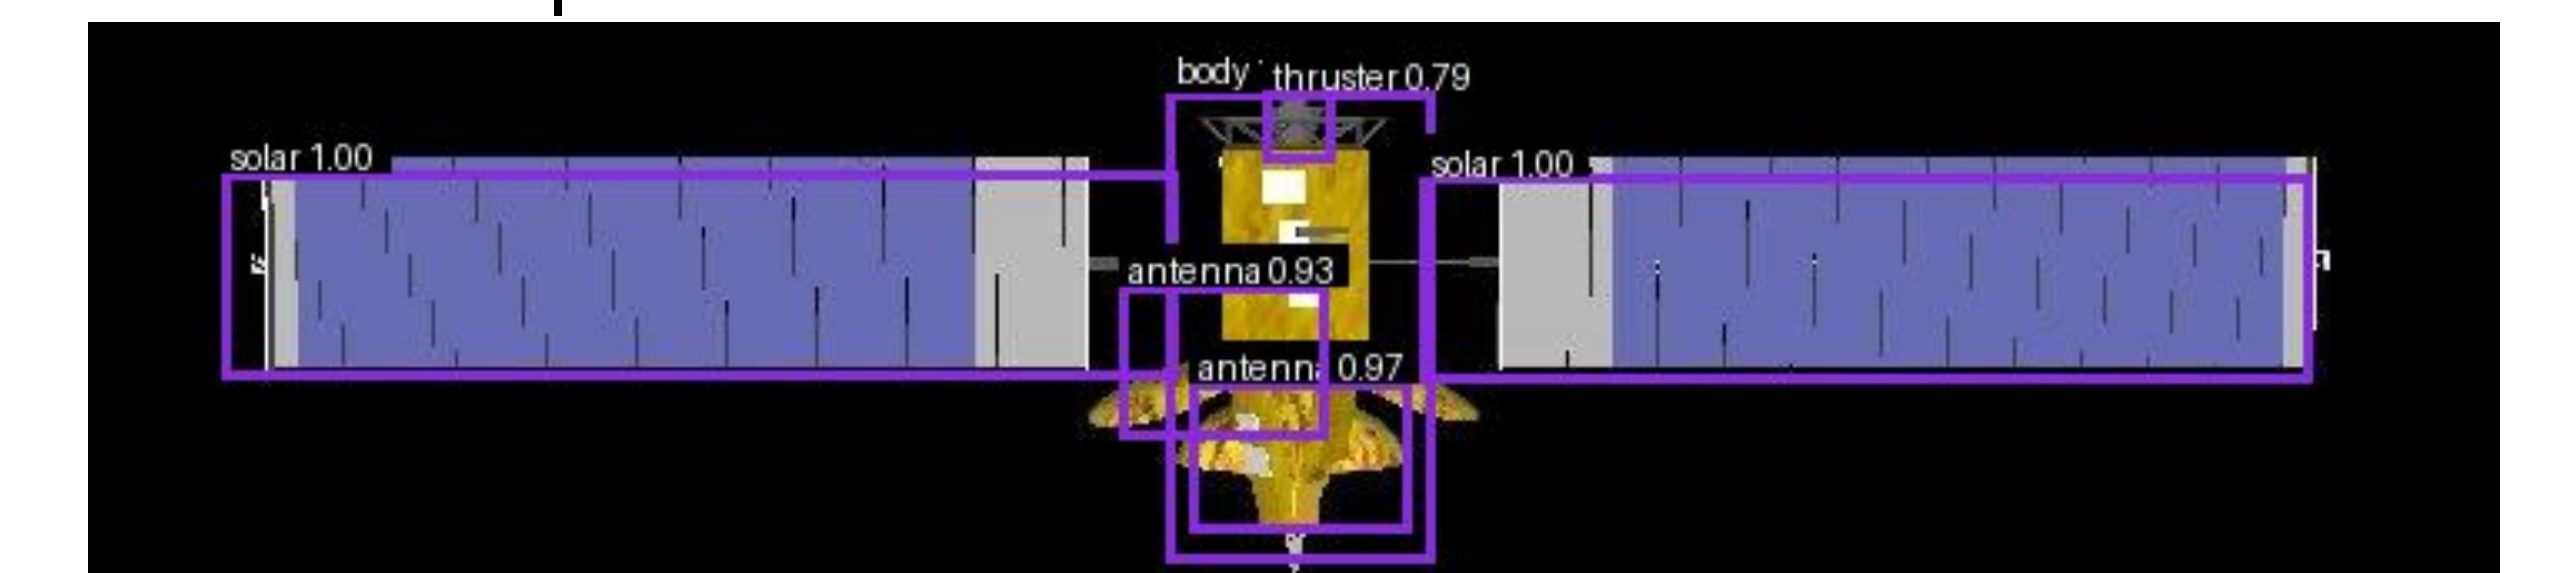 body
thruster 0.79
solar 1.00
solar 1.00
antenna 0.93
antenna 0.97